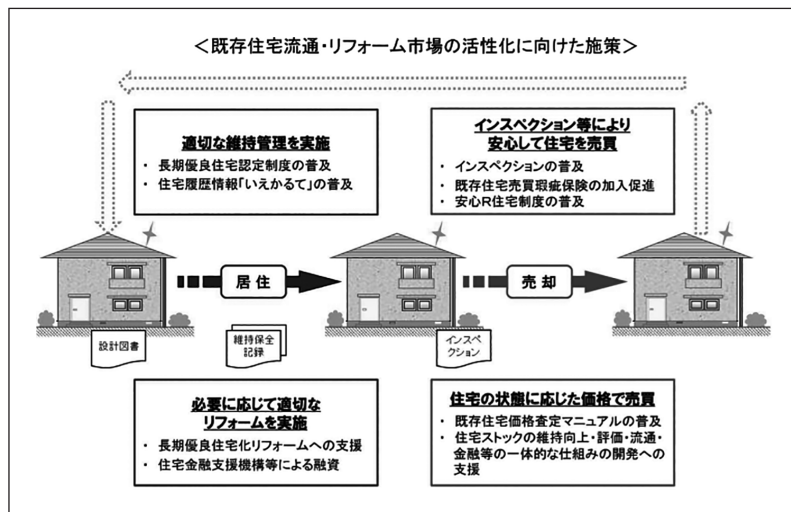 ＜既存住宅流通・リフォーム市場の活性化に向けた施策＞
適切な維持管理を実施
・ 長期優良住宅認定制度の普及
・ 住宅履歴情報「いえかるて」の普及
インスペクション等により
安心して住宅を売買
・ インスペクションの普及
・ 既存住宅売買瑕疵保険の加入促進
・ 安心R住宅制度の普及
居住
売却
設計図書
維持保全
記録
インスペ
クション
必要に応じて適切な
リフォームを実施
・ 長期優良住宅化リフォームへの支援
・ 住宅金融支援機構等による融資
住宅の状態に応じた価格で売買
・ 既存住宅価格査定マニュアルの普及
・ 住宅ストックの維持向上・評価・流通・
金融等の一体的な仕組みの開発への
支援